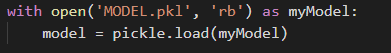 with open('MODEL.pkl', 'rb') as myModel:
    model = pickle.load(myModel)